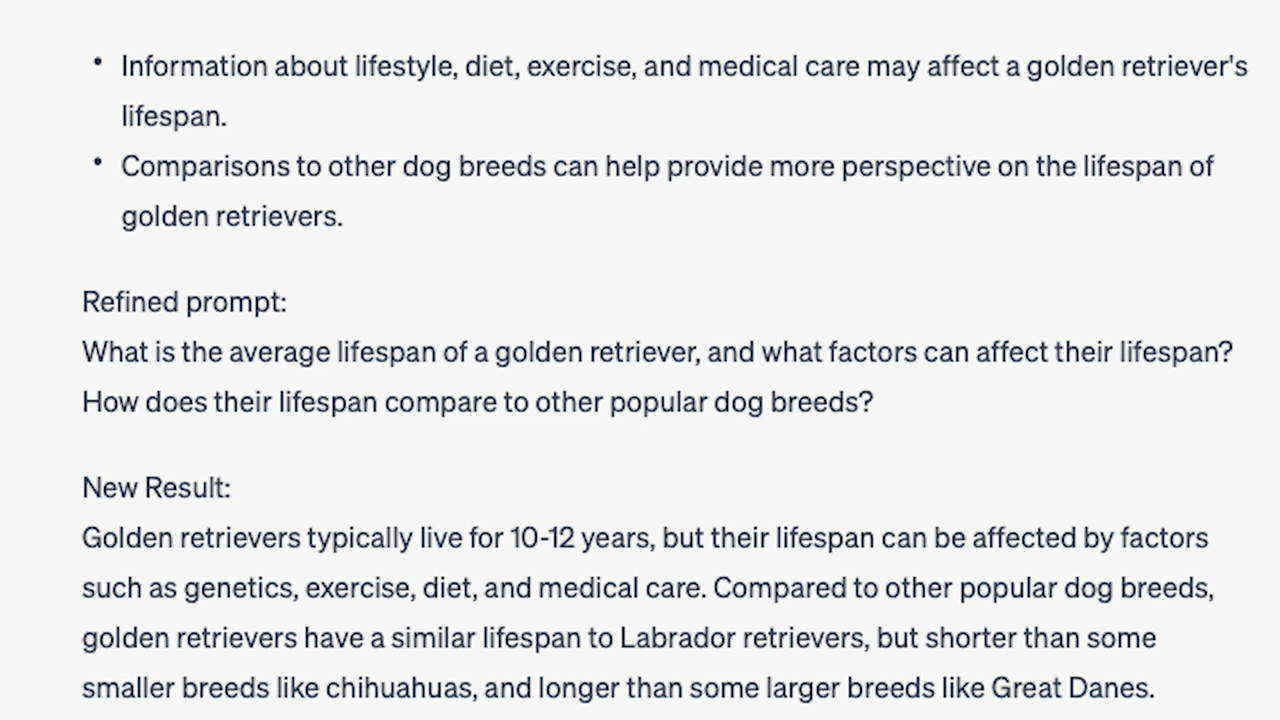 • Information about lifestyle, diet, exercise, and medical care may affect a golden retriever's
lifespan.
• Comparisons to other dog breeds can help provide more perspective on the lifespan of
golden retrievers.
Refined prompt:
What is the average lifespan of a golden retriever, and what factors can affect their lifespan?
How does their lifespan compare to other popular dog breeds?
New Result:
Golden retrievers typically live for 10-12 years, but their lifespan can be affected by factors
such as genetics, exercise, diet, and medical care. Compared to other popular dog breeds,
golden retrievers have a similar lifespan to Labrador retrievers, but shorter than some
smaller breeds like chihuahuas, and longer than some larger breeds like Great Danes.